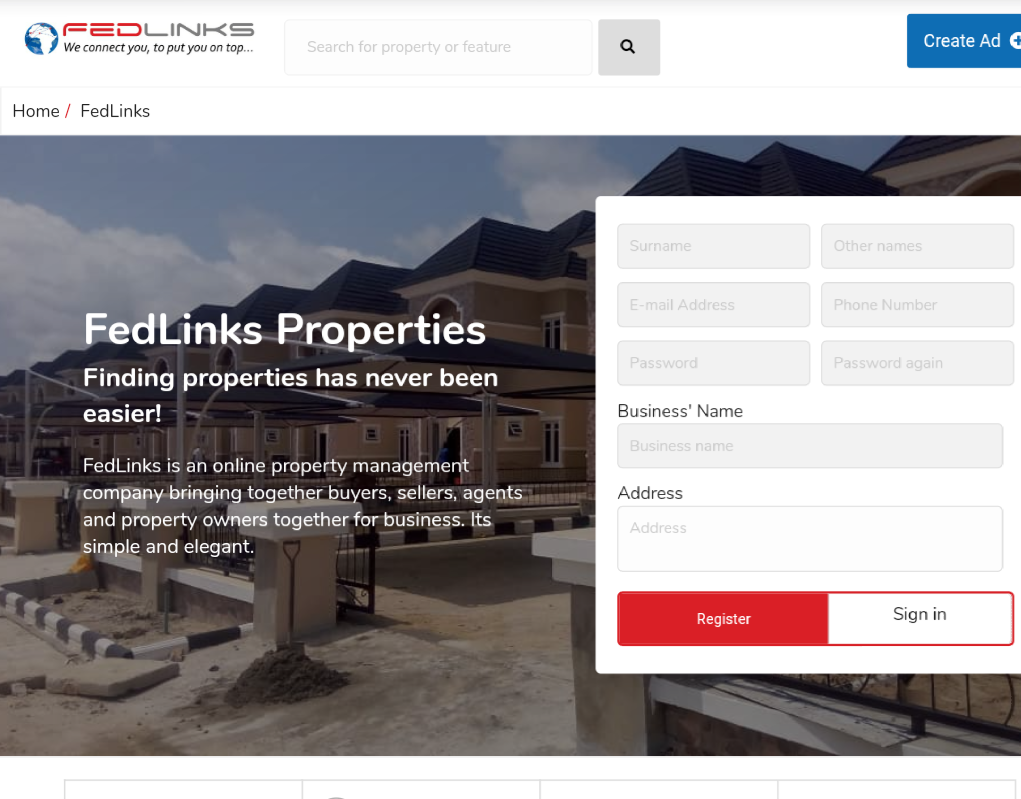 FEDLINKS
We connect you, to put you on top...
Search for property or feature
Create Ad
Home / FedLinks
FedLinks Properties
Finding properties has never been
easier!
FedLinks is an online property management
company bringing together buyers, sellers, agents
and property owners together for business. Its
simple and elegant.
Surname
Other names
E-mail Address
Phone Number
Password
Password again
Business' Name
Business name
Address
Address
Register
Sign in